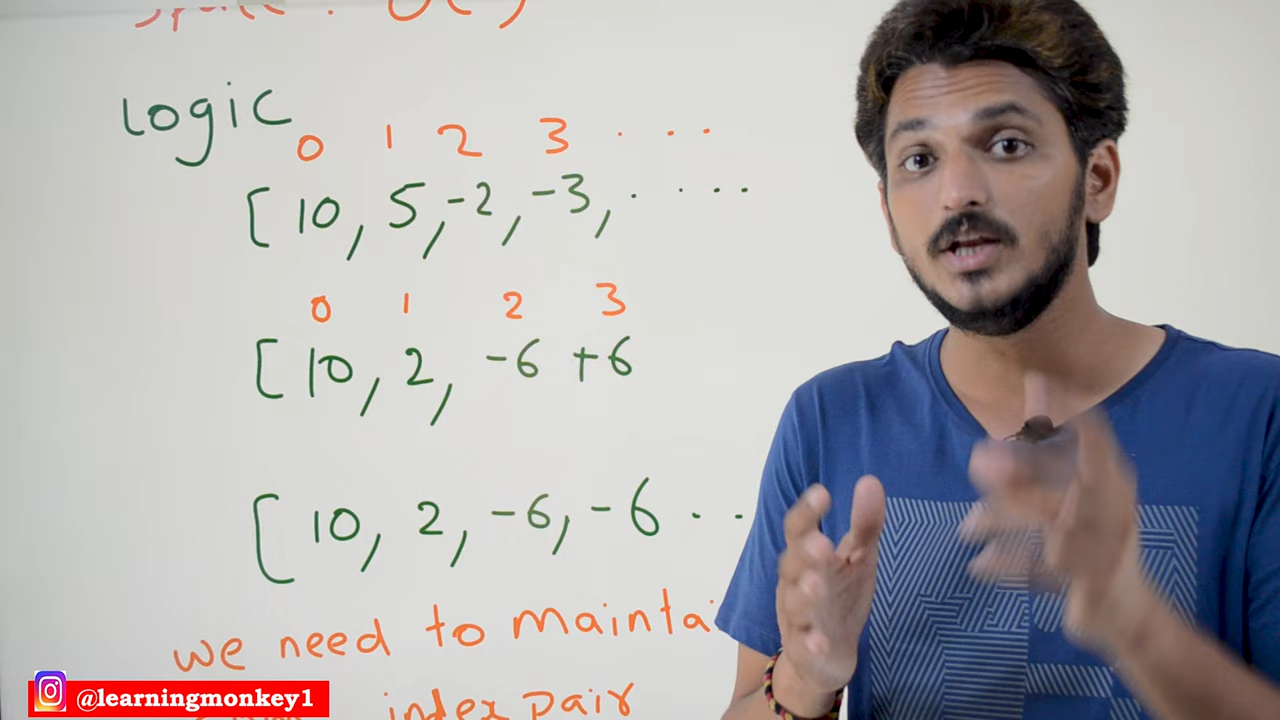 space : O( )
logic
0 1 2 3 . . .
[ 10, 5, -2, -3, . . . .
0 1 2 3
[ 10, 2, -6 +6
[ 10, 2, -6, -6 . . .
we need to maintai
index pair
@learningmonkey1